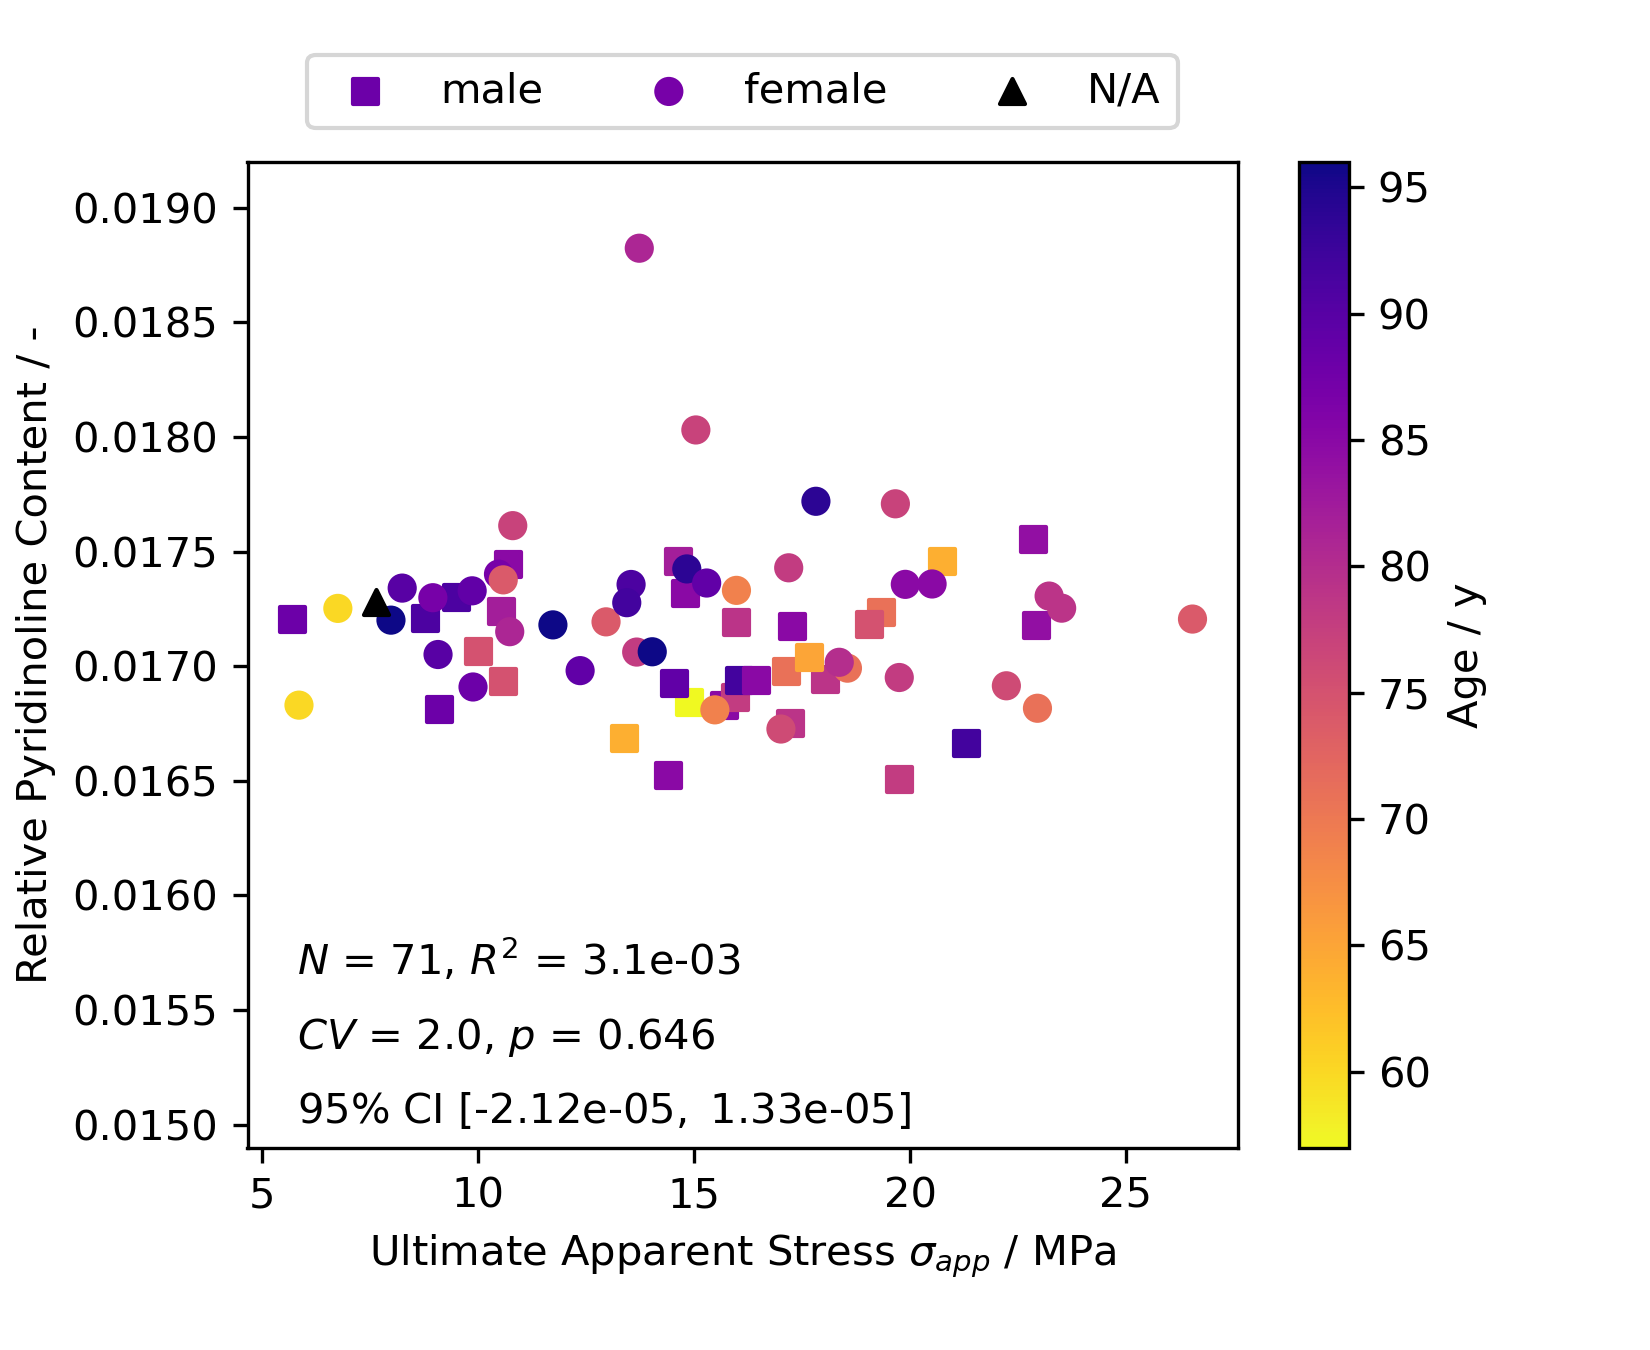 male female N/A
0.0190
0.0185
0.0180
0.0175
0.0170
0.0165
0.0160
0.0155
0.0150
Relative Pyridinoline Content / -
N = 71, R² = 3.1e-03
CV = 2.0, p = 0.646
95% CI [-2.12e-05, 1.33e-05]
5 10 15 20 25
Ultimate Apparent Stress σapp / MPa
95
90
85
80
75
70
65
60
Age / y